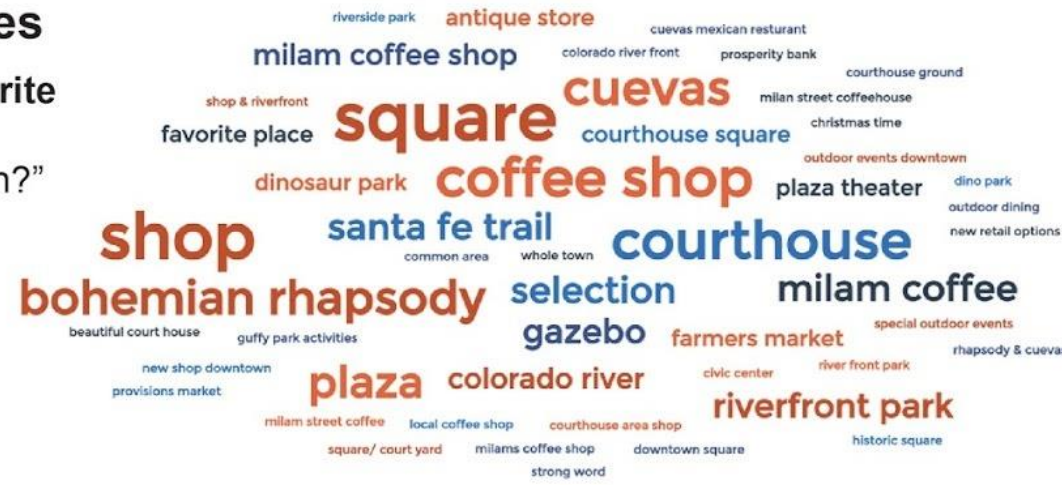 es
rite
n?”
riverside park
antique store
cuevas mexican resturant
milam coffee shop
colorado river front
prosperity bank
courthouse ground
shop & riverfront
cuevas
milan street coffeehouse
favorite place
square
courthouse square
christmas time
outdoor events downtown
dinosaur park
coffee shop
plaza theater
dino park
outdoor dining
shop
santa fe trail
courthouse
new retail options
common area
whole town
bohemian rhapsody
selection
milam coffee
beautiful court house
guffy park activities
gazebo
farmers market
special outdoor events
rhapsody & cueva
new shop downtown
plaza
colorado river
civic center
river front park
provisions market
riverfront park
milam street coffee
local coffee shop
courthouse area shop
historic square
square/ court yard
milams coffee shop
downtown square
strong word